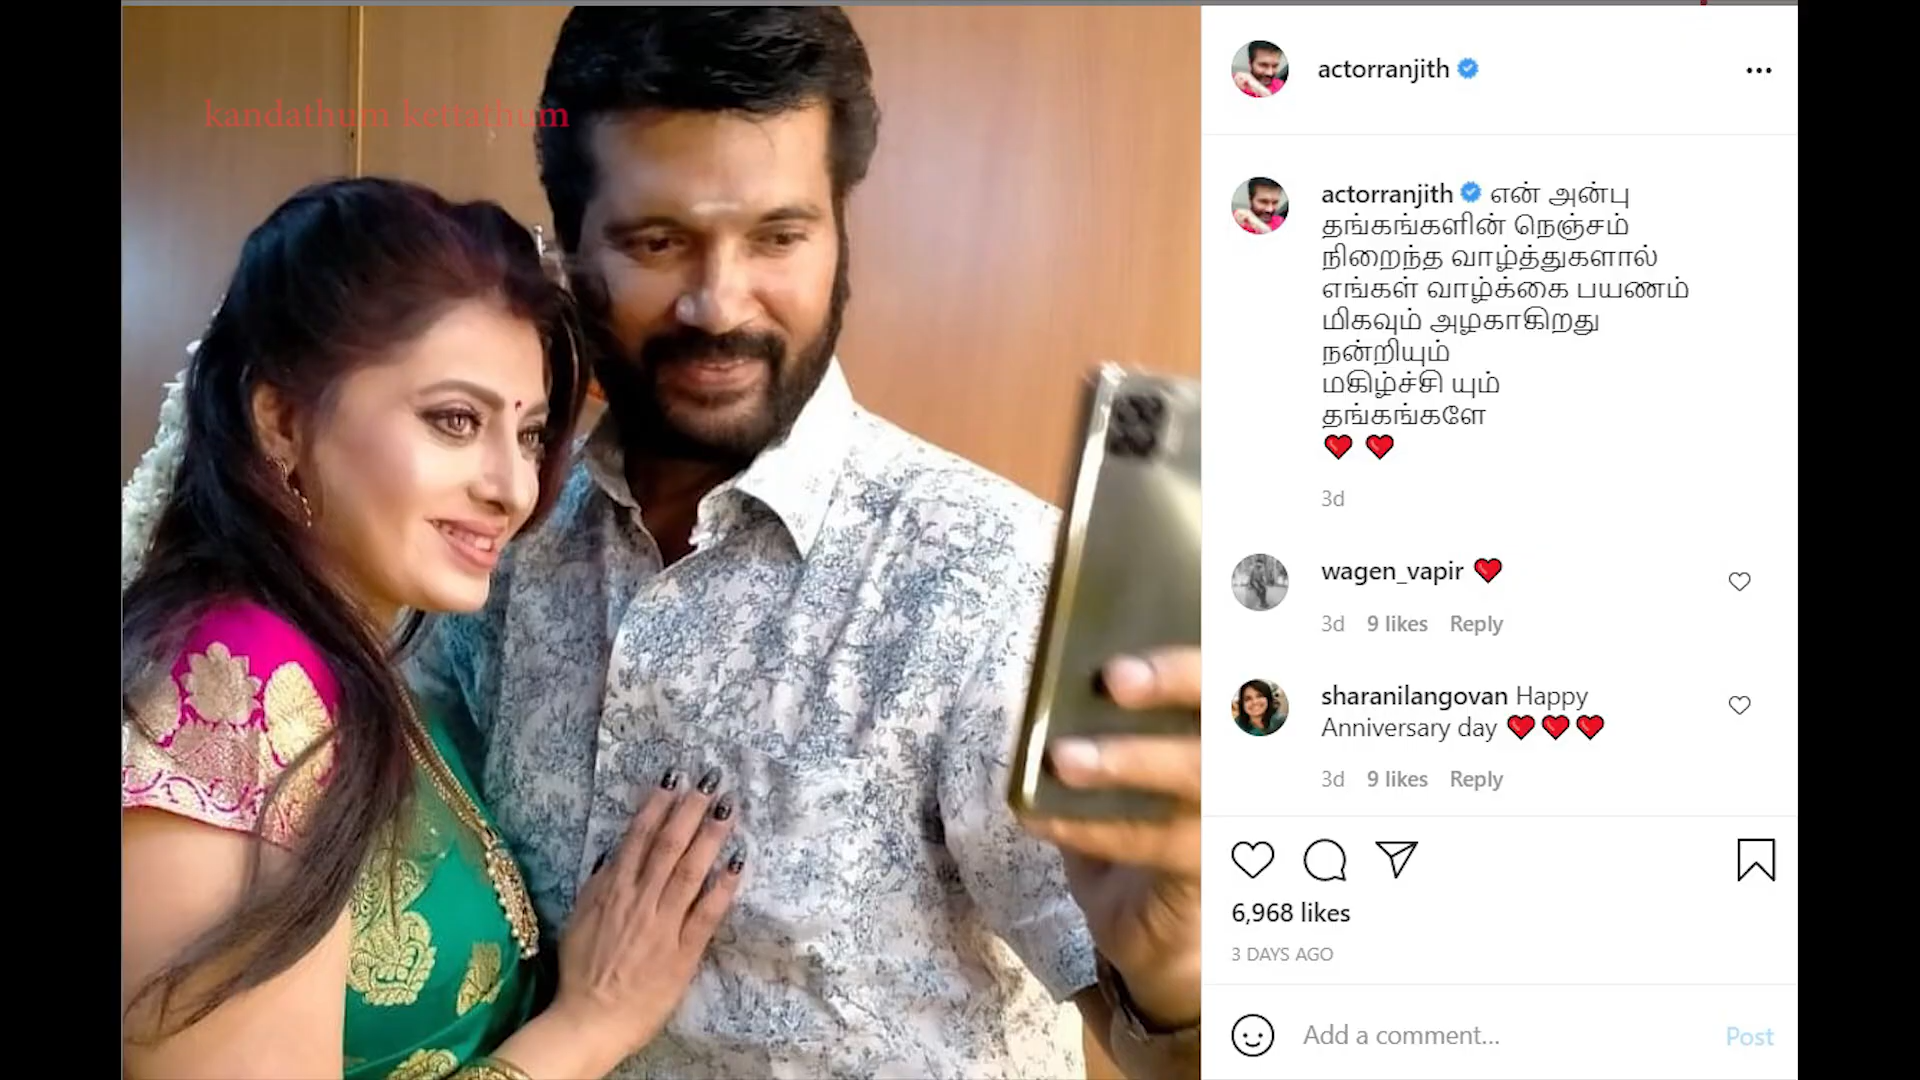 kandathum kettathum
actorranjith
actorranjith என் அன்பு
தங்கங்களின் நெஞ்சம்
நிறைந்த வாழ்த்துகளால்
எங்கள் வாழ்க்கை பயணம்
மிகவும் அழகாகிறது
நன்றியும்
மகிழ்ச்சி யும்
தங்கங்களே
3d
wagen_vapir
3d 9 likes Reply
sharanilangovan Happy
Anniversary day
3d 9 likes Reply
6,968 likes
3 DAYS AGO
Add a comment... Post